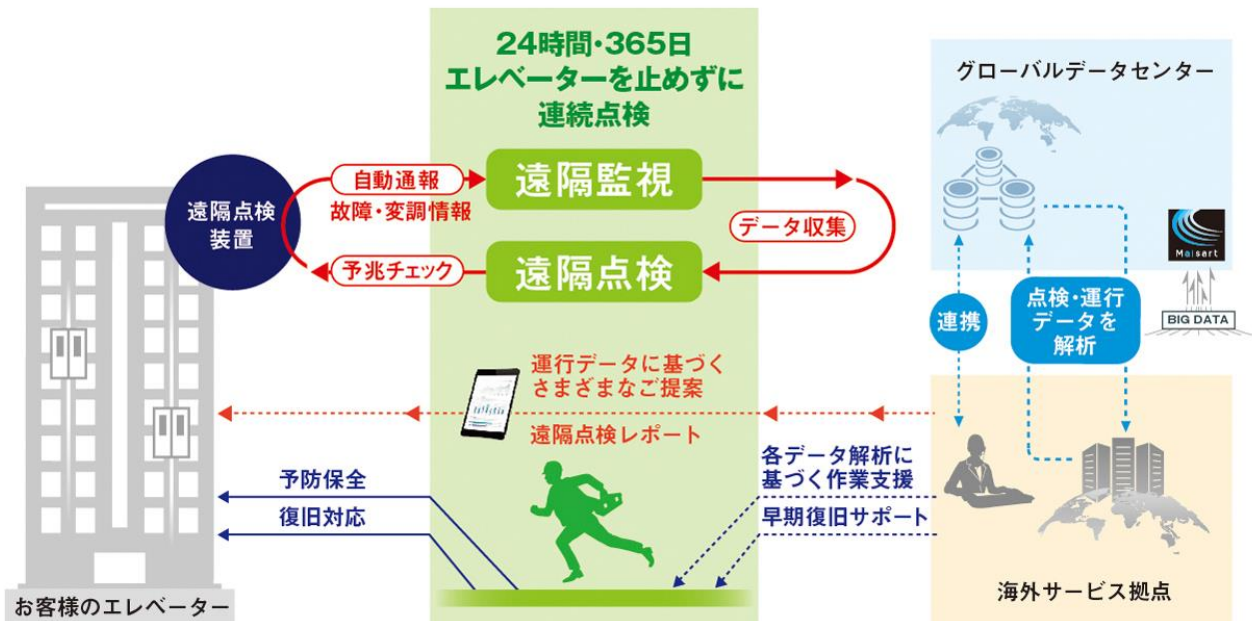 24時間・365日
エレベーターを止めずに
連続点検
グローバルデータセンター
遠隔点検
装置
自動通報
故障・変調情報
予兆チェック
遠隔監視
遠隔点検
データ収集
Maisart
BIG DATA
連携
点検・運行
データを
解析
運行データに基づく
さまざまなご提案
遠隔点検レポート
予防保全
復旧対応
各データ解析に
基づく作業支援
早期復旧サポート
お客様のエレベーター
海外サービス拠点